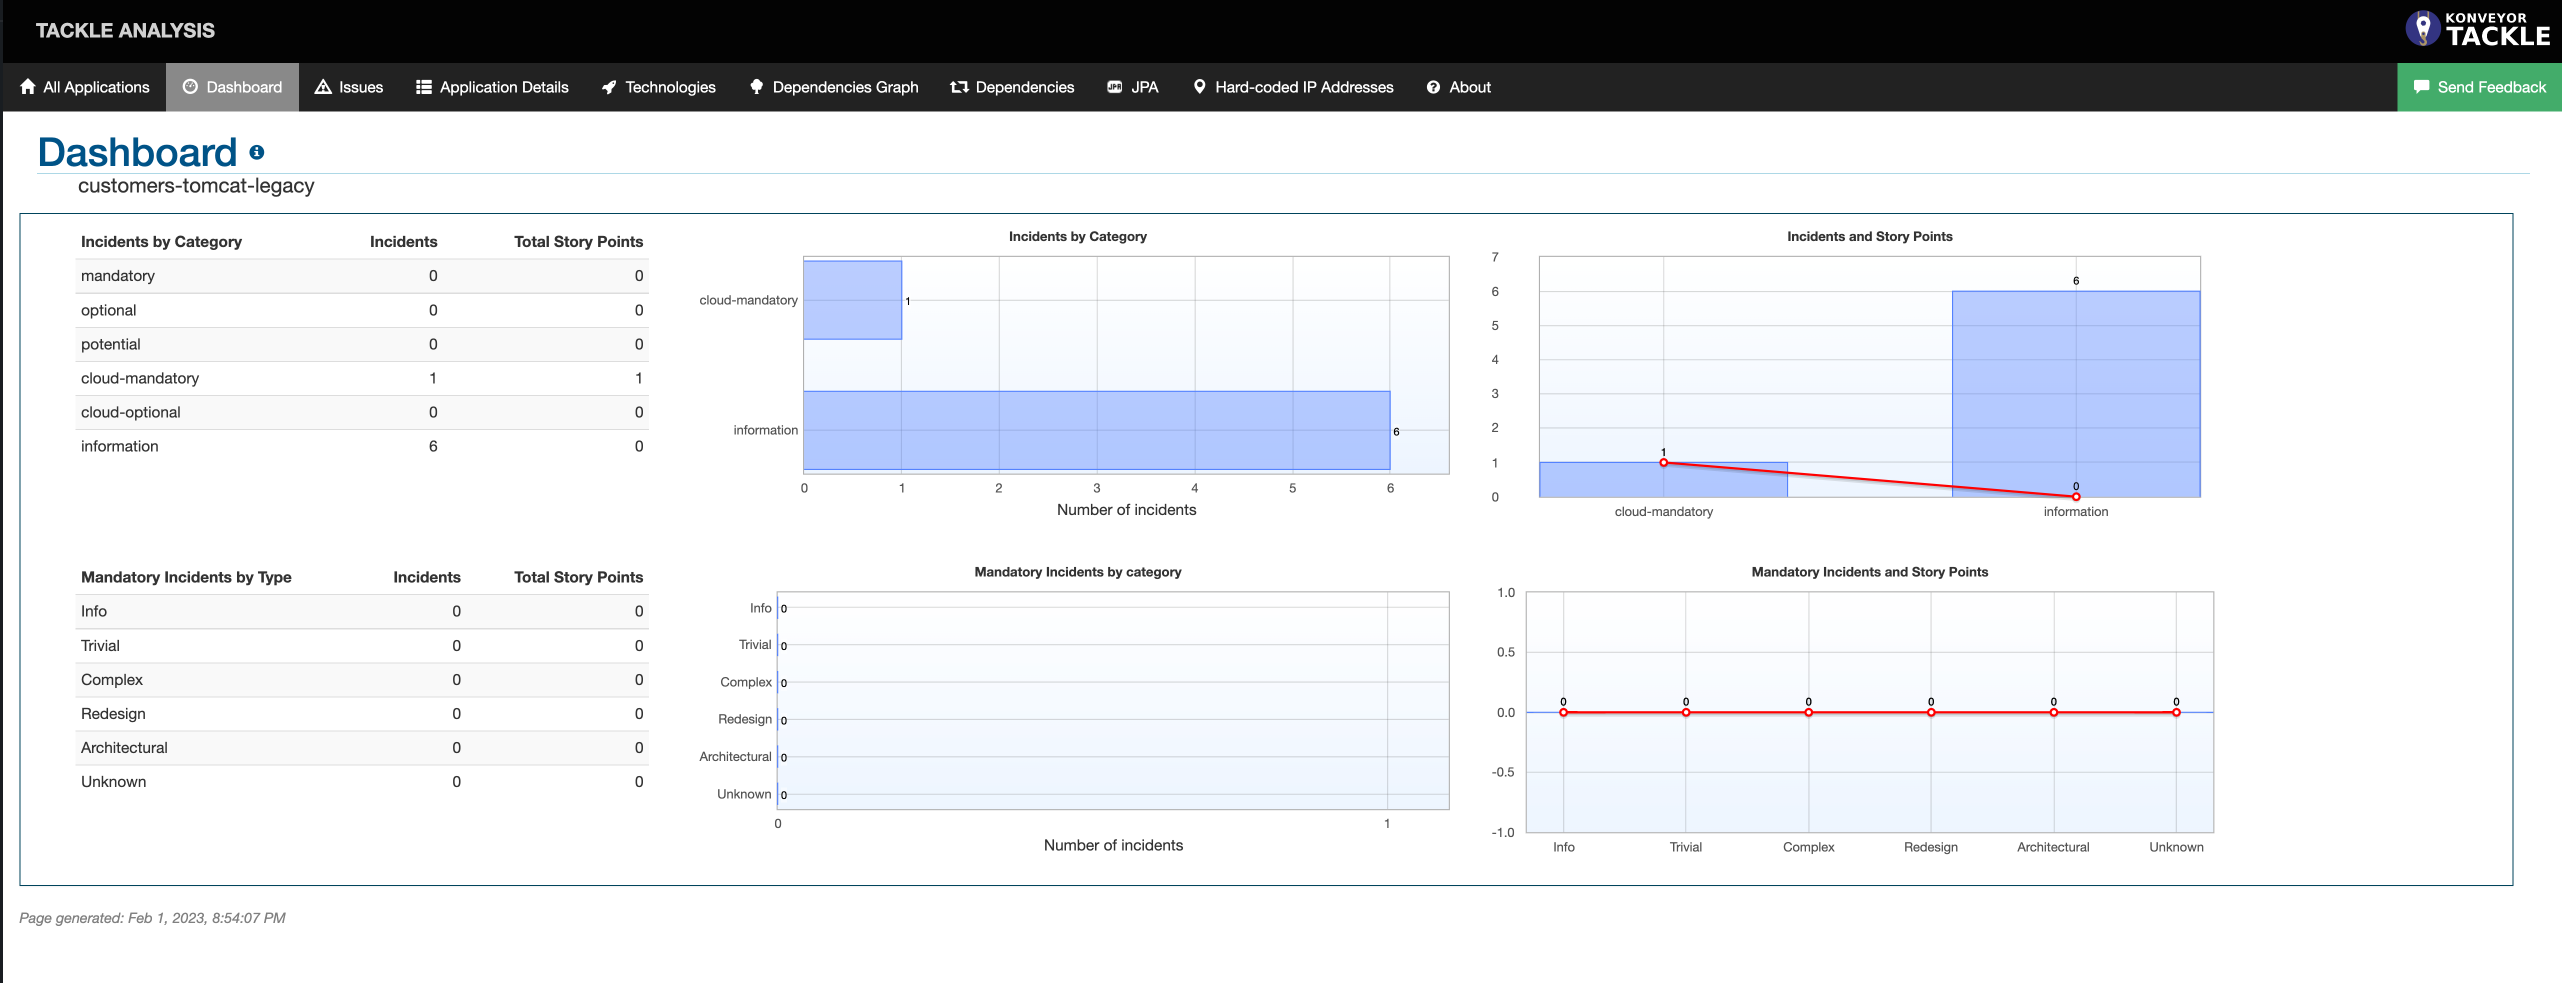 TACKLE ANALYSIS
KONVEYOR
TACKLE
All Applications
Dashboard
Issues
Application Details
Technologies
Dependencies Graph
Dependencies
JPA
JPA
Hard-coded IP Addresses
About
Send Feedback
Dashboard
customers-tomcat-legacy
Incidents by Category Incidents Total Story Points
mandatory 0 0
optional 0 0
potential 0 0
cloud-mandatory 1 1
cloud-optional 0 0
information 6 0
Incidents by Category
cloud-mandatory 1
information 6
0 1 2 3 4 5 6
Number of incidents
Incidents and Story Points
7
6
5
4
3
2
1
0
6
1
0
cloud-mandatory information
Mandatory Incidents by Type Incidents Total Story Points
Info 0 0
Trivial 0 0
Complex 0 0
Redesign 0 0
Architectural 0 0
Unknown 0 0
Mandatory Incidents by category
Info 0
Trivial 0
Complex 0
Redesign 0
Architectural 0
Unknown 0
0 1
Number of incidents
Mandatory Incidents and Story Points
1.0
0.5
0.0
-0.5
-1.0
0 0 0 0 0 0
Info Trivial Complex Redesign Architectural Unknown
Page generated: Feb 1, 2023, 8:54:07 PM